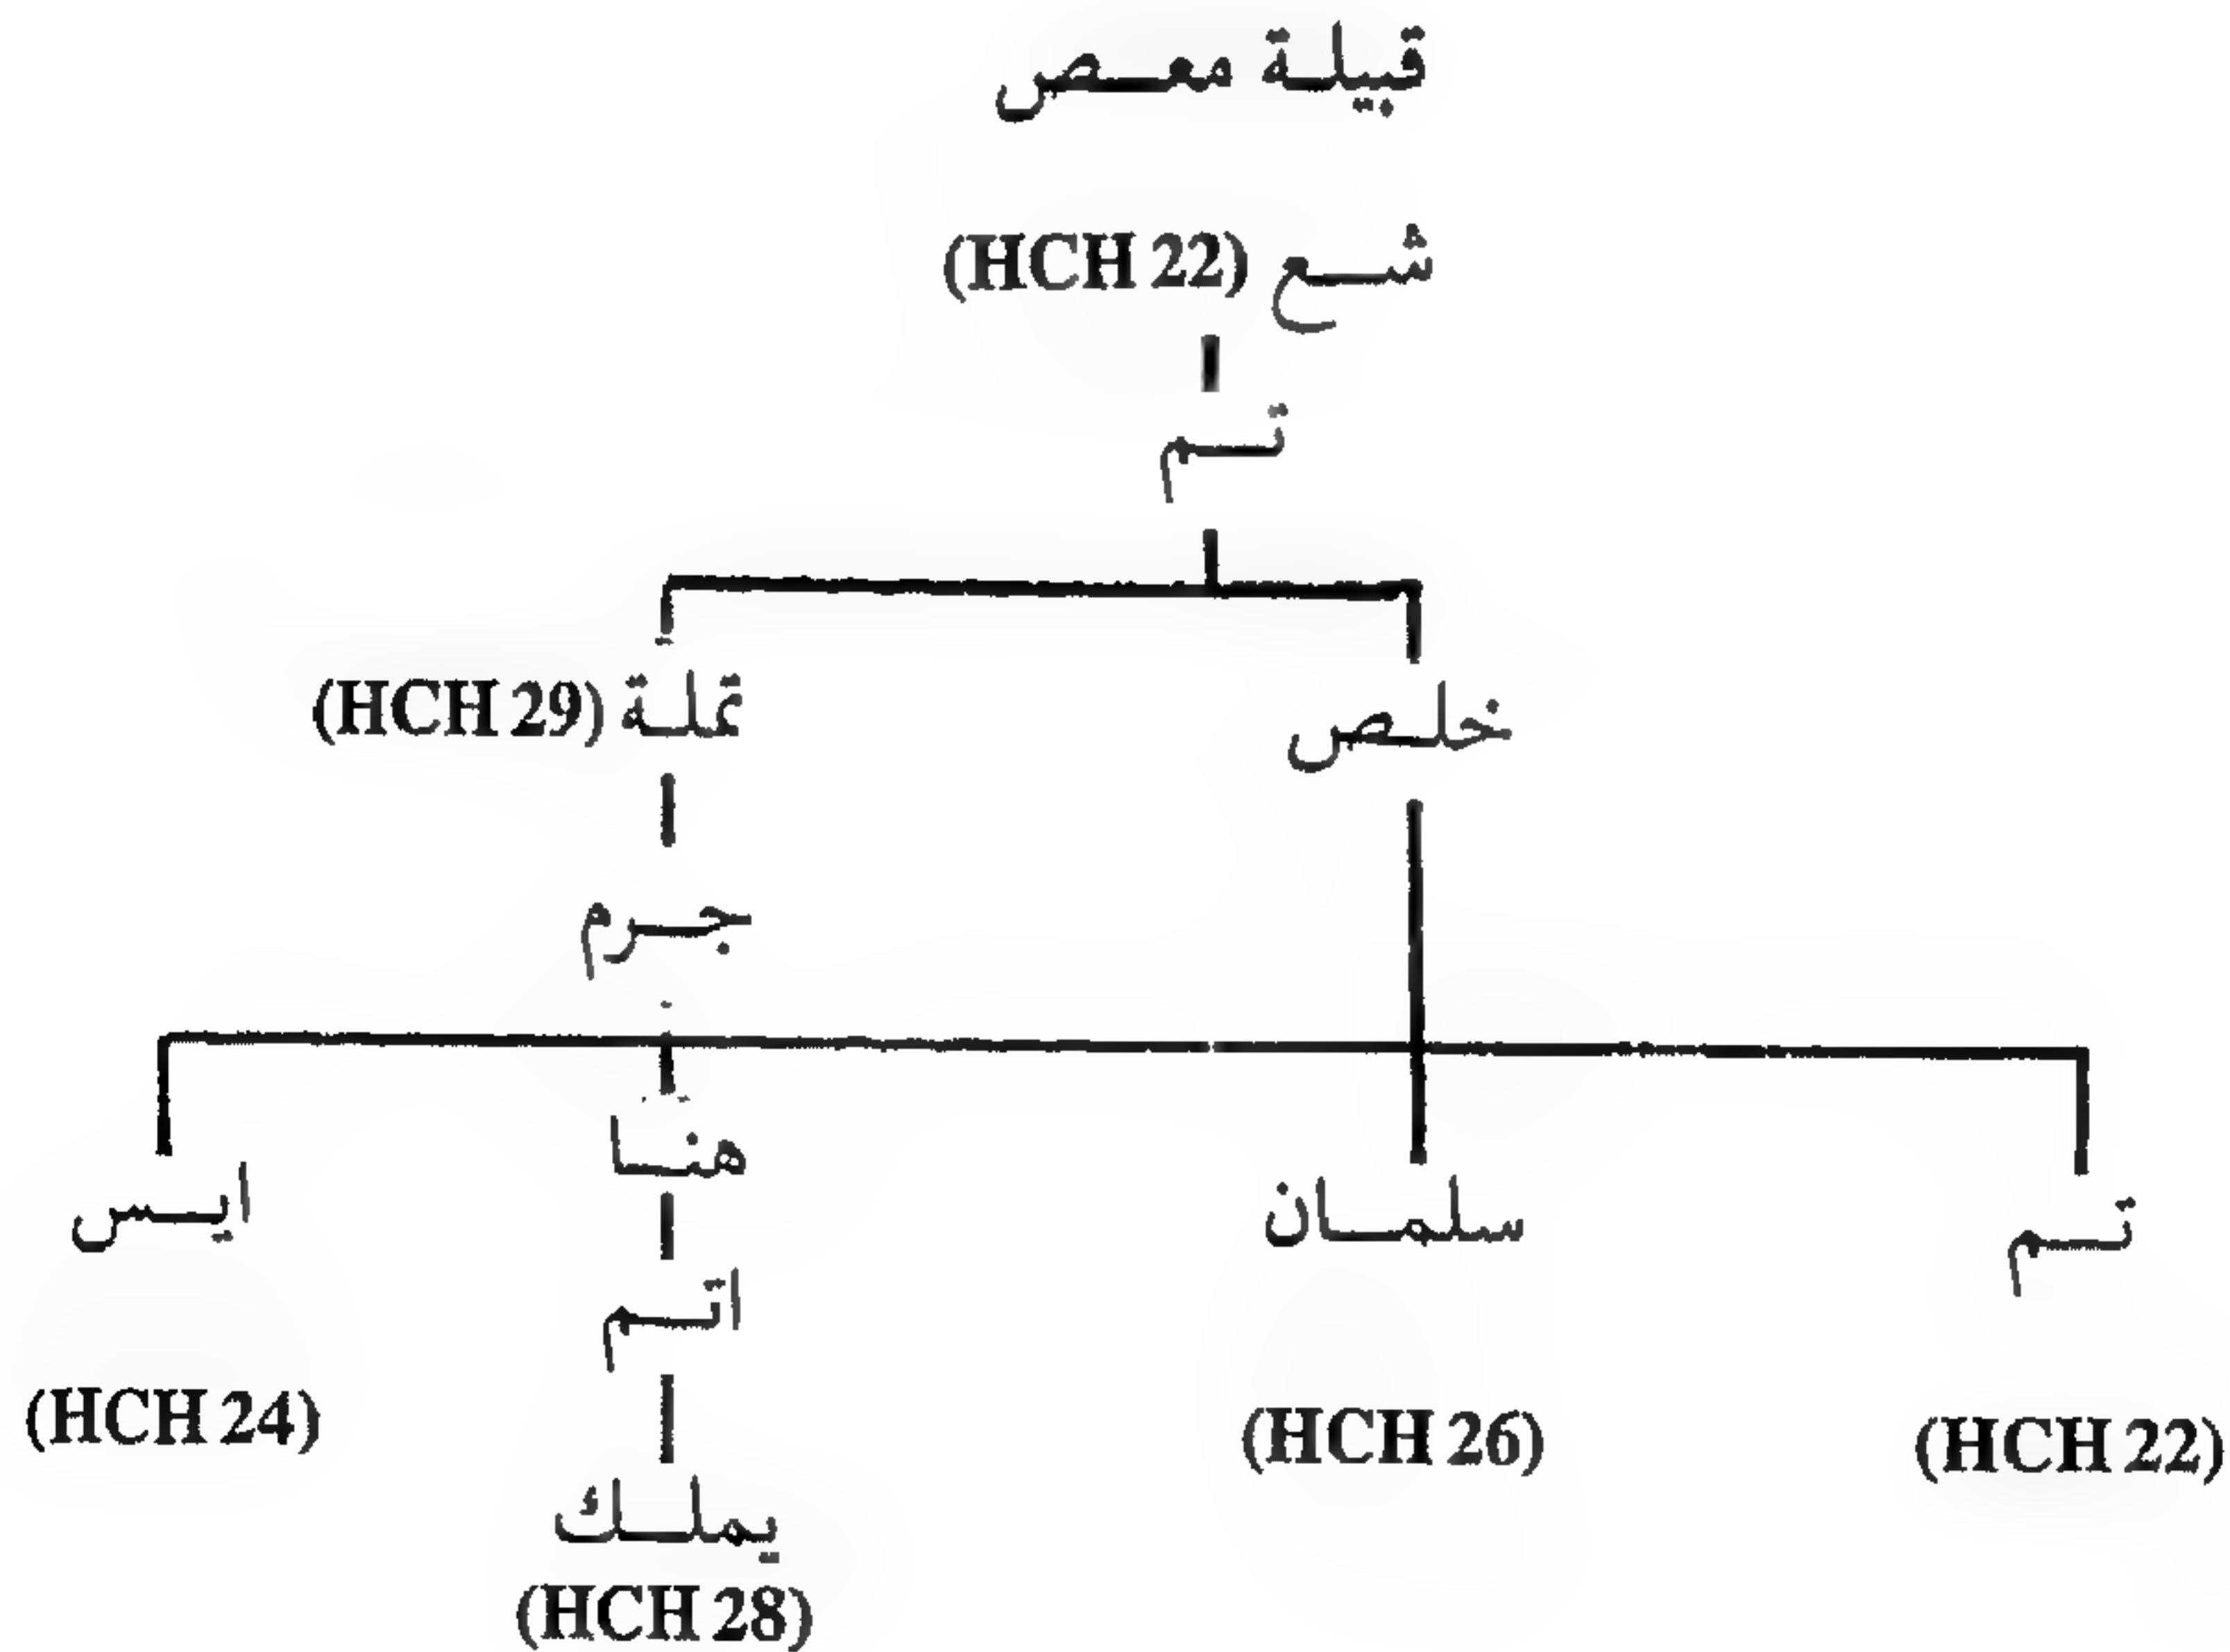 قبيلة معص
شع (HCH 22)
تم
خلص
(HCH 29)
جرم
تم
سلمان
هنا
ايس
اتم
(HCH 22)
(HCH 26)
(HCH 24)
يملك
(HCH 28)